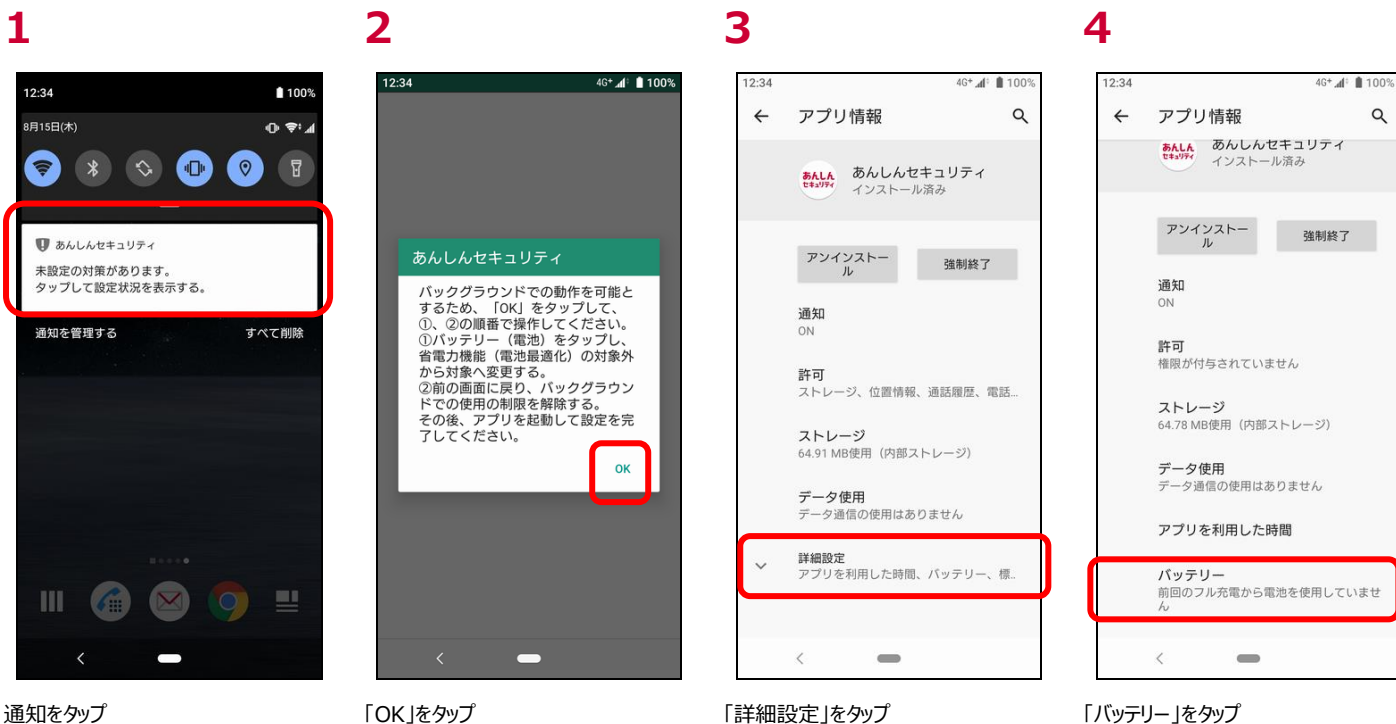 1
12:34
100%
8月15日(木)
あんしんセキュリティ
未設定の対策があります。
タップして設定状況を表示する。
通知を管理する
すべて削除
通知をタップ
2
12:34
4G+ 100%
あんしんセキュリティ
バックグラウンドでの動作を可能と
するため、「OK」をタップして、
①、②の順番で操作してください。
①バッテリー（電池）をタップし、
省電力機能（電池最適化）の対象外
から対象へ変更する。
②前の画面に戻り、バックグラウン
ドでの使用の制限を解除する。
その後、アプリを起動して設定を完
了してください。
OK
「OK」をタップ
3
12:34
4G+ 100%
アプリ情報
あんしん
セキュリティ
あんしんセキュリティ
インストール済み
アンインストー
ル
強制終了
通知
ON
許可
ストレージ、位置情報、通話履歴、電話...
ストレージ
64.91 MB使用（内部ストレージ）
データ使用
データ通信の使用はありません
詳細設定
アプリを利用した時間、バッテリー、標..
「詳細設定」をタップ
4
12:34
4G+ 100%
アプリ情報
あんしん
セキュリティ
あんしんセキュリティ
インストール済み
アンインストー
ル
強制終了
通知
ON
許可
権限が付与されていません
ストレージ
64.78 MB使用（内部ストレージ）
データ使用
データ通信の使用はありません
アプリを利用した時間
バッテリー
前回のフル充電から電池を使用していませ
ん
「バッテリー」をタップ